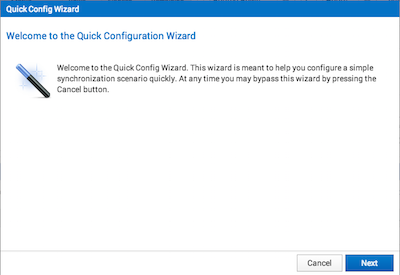 Quick Config Wizard
Welcome to the Quick Configuration Wizard
Welcome to the Quick Config Wizard. This wizard is meant to help you configure a simple
synchronization scenario quickly. At any time you may bypass this wizard by pressing the
Cancel button.
Cancel
Next